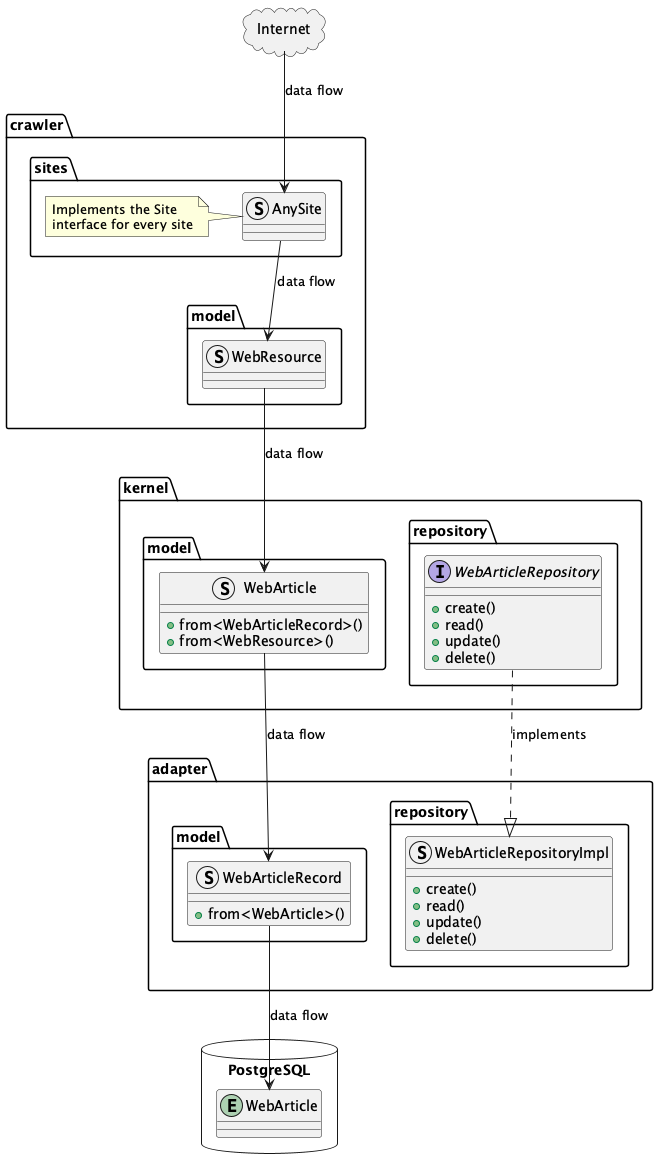 Internet
data flow
crawler
sites
Implements the Site
interface for every site
S AnySite
data flow
model
S WebResource
data flow
kernel
model
S WebArticle
from<WebArticleRecord>()
from<WebResource>()
repository
I WebArticleRepository
create()
read()
update()
delete()
data flow
implements
adapter
model
S WebArticleRecord
from<WebArticle>()
repository
S WebArticleRepositoryImpl
create()
read()
update()
delete()
data flow
PostgreSQL
E WebArticle